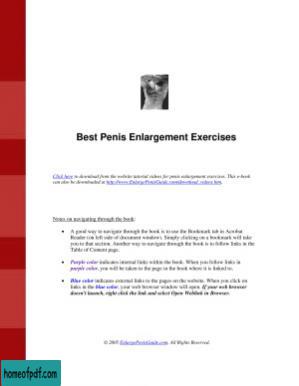 Best Penis Enlargement Exercises
Click here to download from the website tutorial videos for penis enlargement exercises. This e-book
can also be downloaded at http://www.EnlargePenisGuide.com/download_videos.htm.
Notes on navigating through the book:
• A good way to navigate through the book is to use the Bookmark tab in Acrobat
Reader (on left side of document window). Simply clicking on a bookmark will take
you to that section. Another way to navigate through the book is to follow links in the
Table of Content page.
• Purple color indicates internal links within the book. When you follow links in
purple color, you will be taken to the page in the book where it is linked to.
• Blue color indicates external links to the pages on the website. When you click on
links in the blue color, your web browser window will open. If your web browser
doesn't launch, right click the link and select Open Weblink in Browser.
© 2005 EnlargePenisGuide.com. All Rights Reserved.
homeofpdf.com